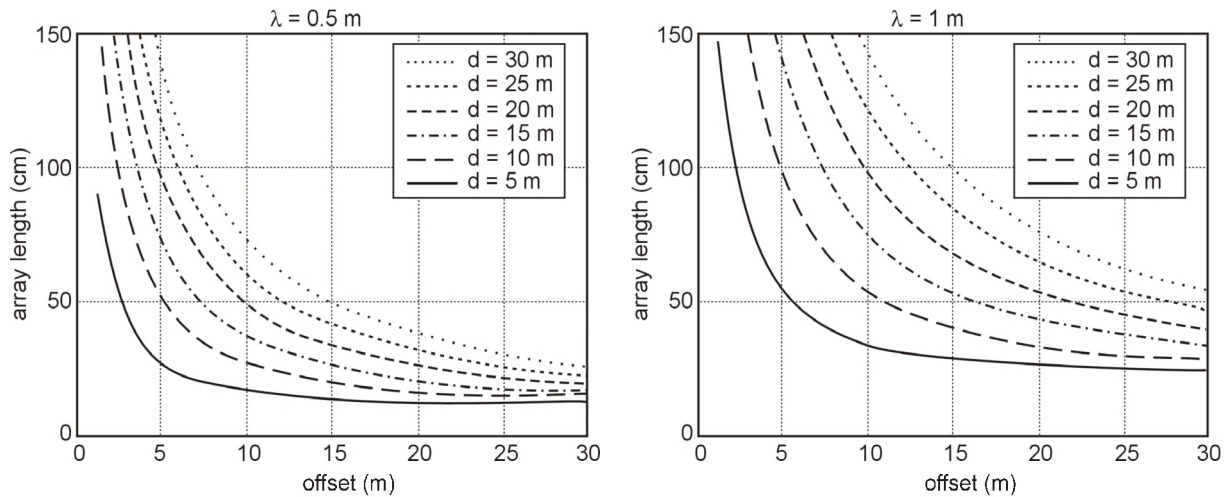 λ = 0.5 m
150
100
50
0
array length (cm)
d = 30 m
d = 25 m
d = 20 m
d = 15 m
d = 10 m
d = 5 m
0 5 10 15 20 25 30
offset (m)
λ = 1 m
150
100
50
0
array length (cm)
d = 30 m
d = 25 m
d = 20 m
d = 15 m
d = 10 m
d = 5 m
0 5 10 15 20 25 30
offset (m)